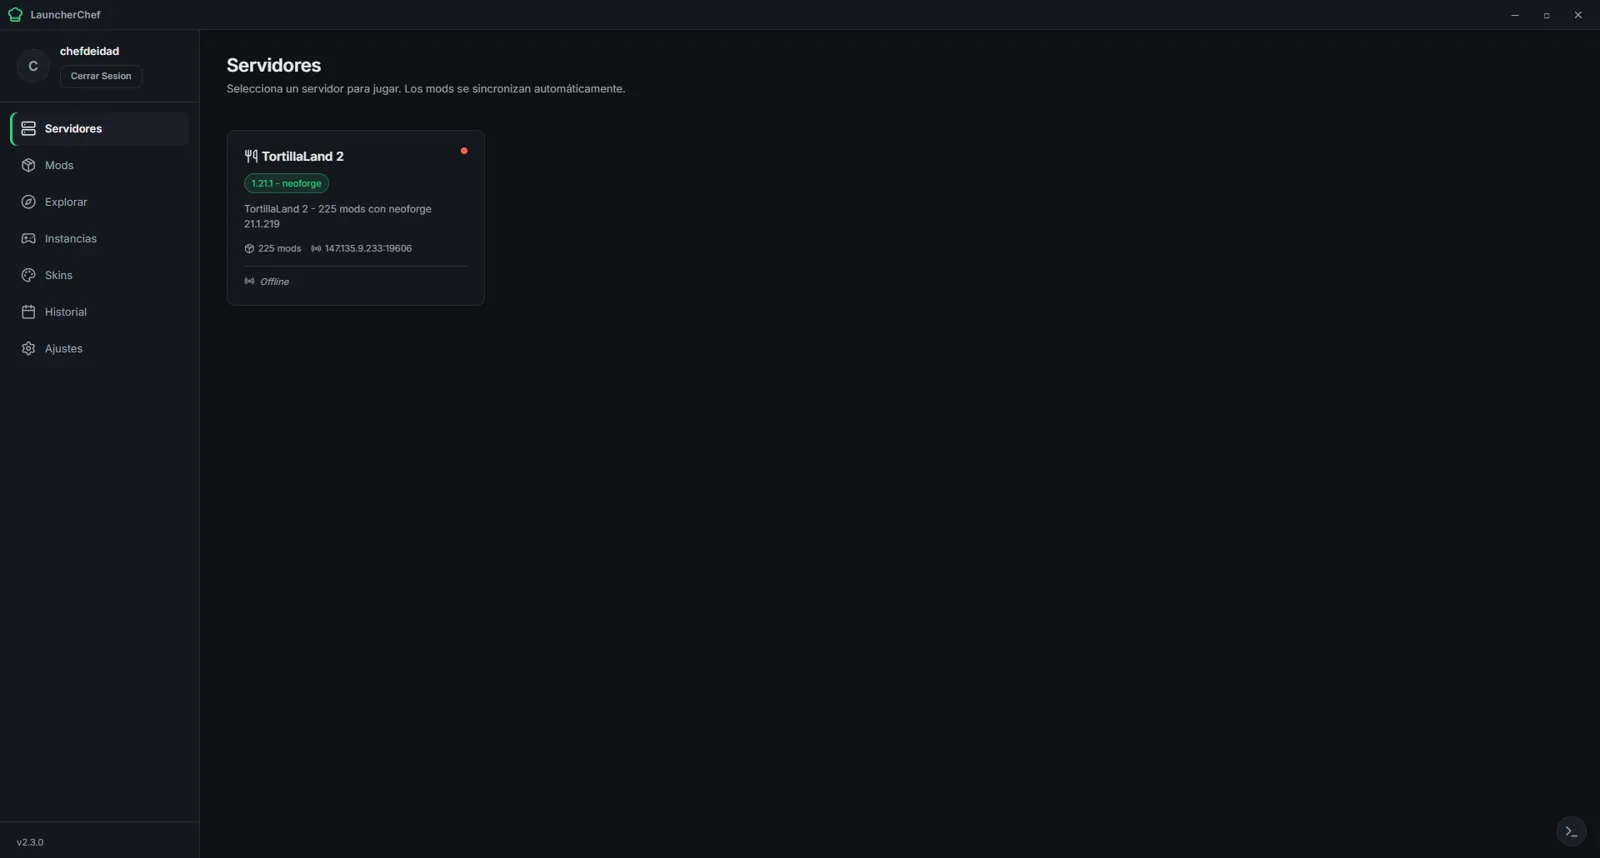 LauncherChef
C
chefdeidad
Cerrar Sesion
Servidores
Mods
Explorar
Instancias
Skins
Historial
Ajustes
v2.3.0
Servidores
Selecciona un servidor para jugar. Los mods se sincronizan automáticamente.
TortillaLand 2
1.21.1 - neoforge
TortillaLand 2 - 225 mods con neoforge
21.1.219
225 mods 147.135.9.233:19606
Offline